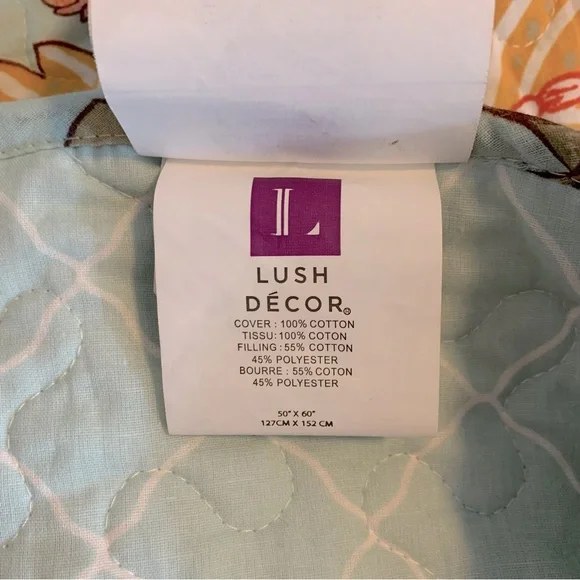 L
LUSH
DÉCOR®
COVER : 100% COTTON
TISSU: 100% COTON
FILLING : 55% COTTON
45% POLYESTER
BOURRE : 55% COTON
45% POLYESTER
50" X 60"
127CM X 152 CM